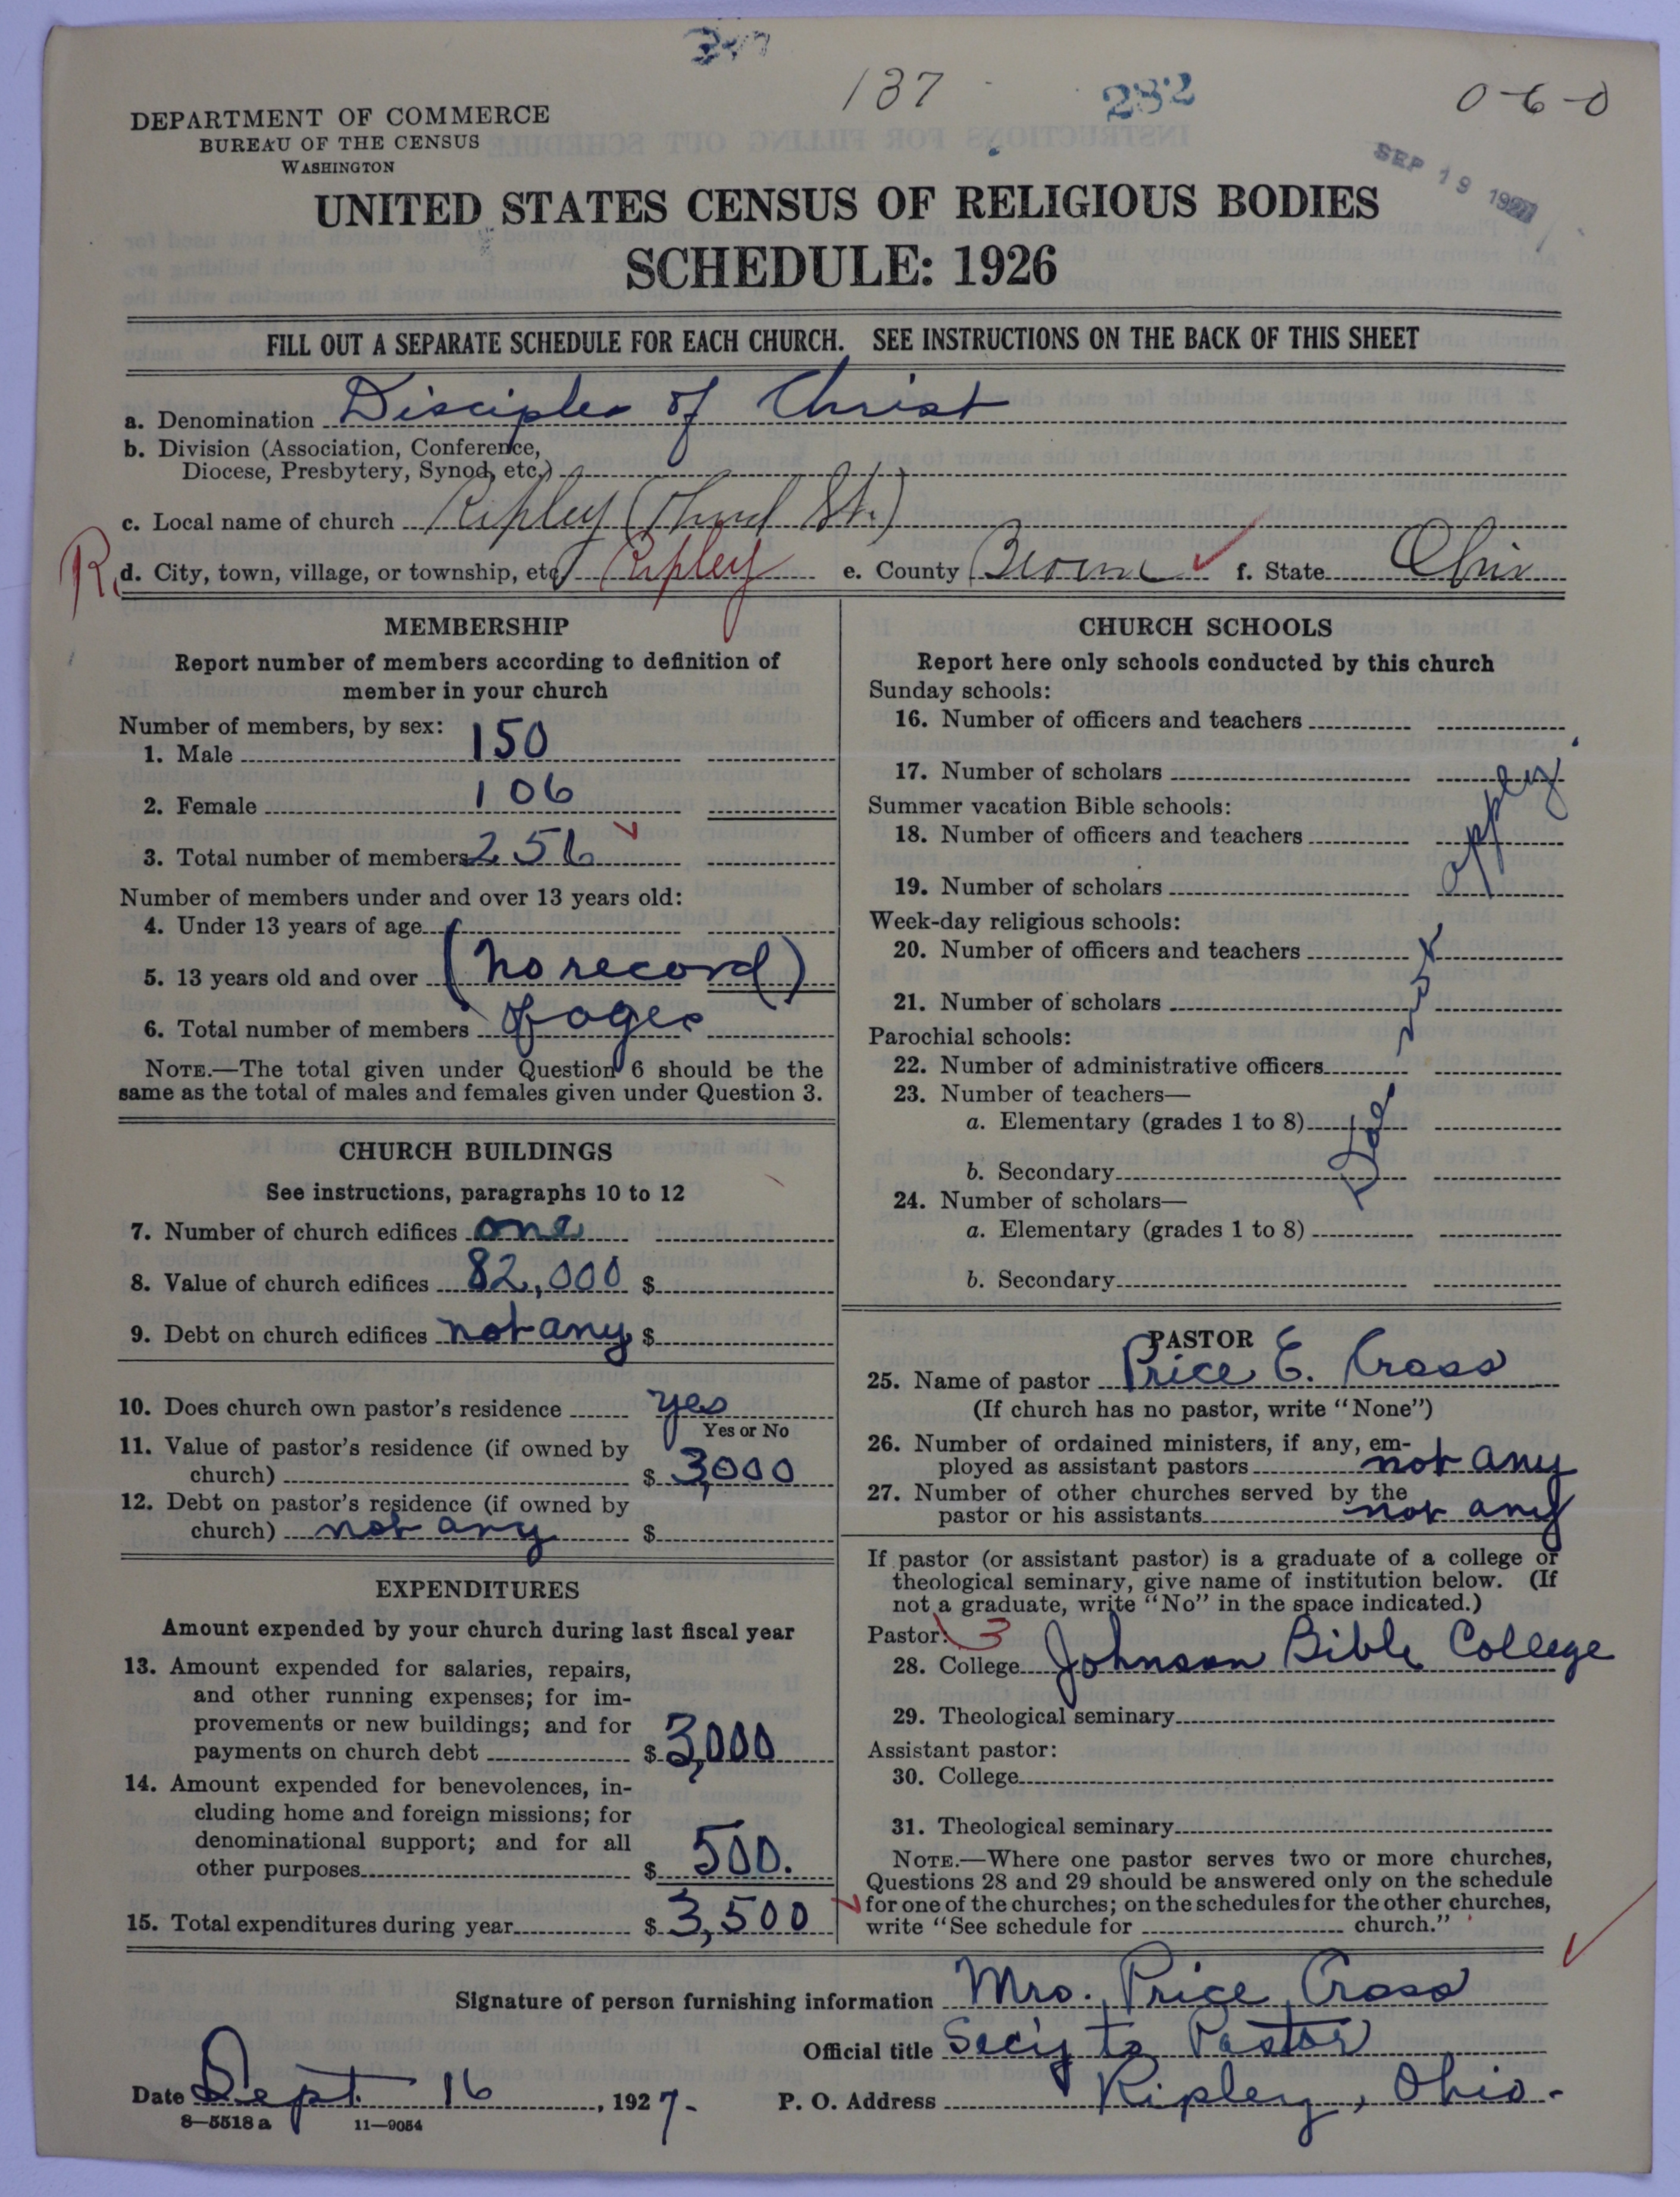 137
232
0-6-0
DEPARTMENT OF COMMERCE
BUREAU OF THE CENSUS
WASHINGTON
SEP 19 1927
UNITED STATES CENSUS OF RELIGIOUS BODIES
SCHEDULE: 1926
FILL OUT A SEPARATE SCHEDULE FOR EACH CHURCH. SEE INSTRUCTIONS ON THE BACK OF THIS SHEET
a. Denomination Disciples of Christ
b. Division (Association, Conference,
Diocese, Presbytery, Synod, etc.)
c. Local name of church Ripley (Third St.)
R. d. City, town, village, or township, etc. Ripley e. County Brown f. State Ohio
MEMBERSHIP
Report number of members according to definition of
member in your church
Number of members, by sex:
1. Male 150
2. Female 106
3. Total number of members 256
Number of members under and over 13 years old:
4. Under 13 years of age
5. 13 years old and over (no record)
6. Total number of members of ages
NOTE.—The total given under Question 6 should be the
same as the total of males and females given under Question 3.
CHURCH BUILDINGS
See instructions, paragraphs 10 to 12
7. Number of church edifices one
8. Value of church edifices 82,000 $
9. Debt on church edifices not any $
10. Does church own pastor's residence yes
Yes or No
11. Value of pastor's residence (if owned by
church) $ 3,000
12. Debt on pastor's residence (if owned by
church) not any $
EXPENDITURES
Amount expended by your church during last fiscal year
13. Amount expended for salaries, repairs,
and other running expenses; for im-
provements or new buildings; and for
payments on church debt $ 3,000
14. Amount expended for benevolences, in-
cluding home and foreign missions; for
denominational support; and for all
other purposes $ 500.
15. Total expenditures during year $ 3,500
CHURCH SCHOOLS
Report here only schools conducted by this church
Sunday schools:
16. Number of officers and teachers
17. Number of scholars
Summer vacation Bible schools:
18. Number of officers and teachers
19. Number of scholars
Week-day religious schools:
20. Number of officers and teachers
21. Number of scholars
Parochial schools:
22. Number of administrative officers
23. Number of teachers—
a. Elementary (grades 1 to 8)
b. Secondary
24. Number of scholars—
a. Elementary (grades 1 to 8)
b. Secondary
Does not apply.
PASTOR
25. Name of pastor Price E. Cross
(If church has no pastor, write "None")
26. Number of ordained ministers, if any, em-
ployed as assistant pastors not any
27. Number of other churches served by the
pastor or his assistants not any
If pastor (or assistant pastor) is a graduate of a college or
theological seminary, give name of institution below. (If
not a graduate, write "No" in the space indicated.)
Pastor: 3
28. College Johnson Bible College
29. Theological seminary
Assistant pastor:
30. College
31. Theological seminary
NOTE.—Where one pastor serves two or more churches,
Questions 28 and 29 should be answered only on the schedule
for one of the churches; on the schedules for the other churches,
write "See schedule for church."
Signature of person furnishing information Mrs. Price Cross
Official title Sec'y to Pastor
Date Sept. 16, 1927. P. O. Address Ripley, Ohio.
8—5518 a 11—9054